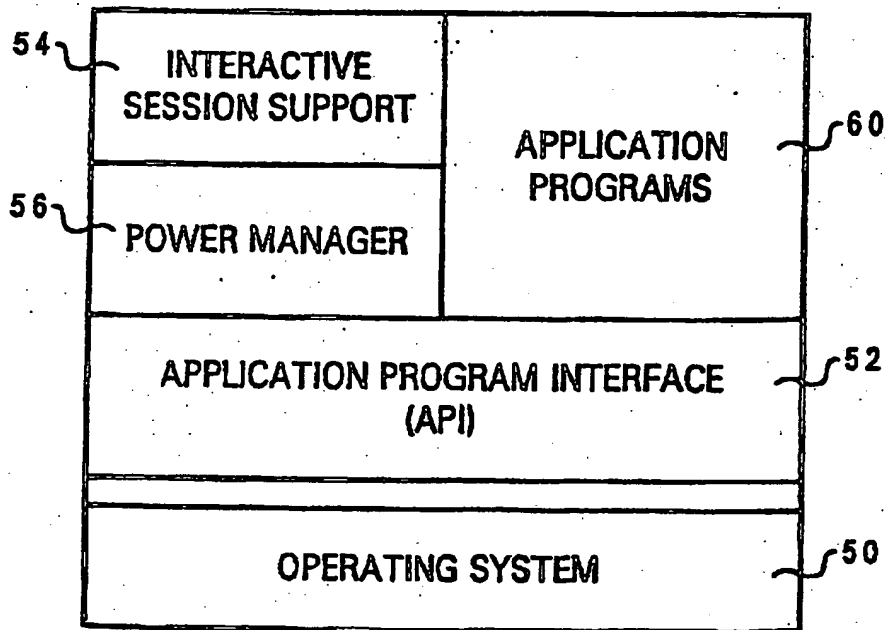 54
INTERACTIVE
SESSION SUPPORT
APPLICATION
PROGRAMS
60
56
POWER MANAGER
APPLICATION PROGRAM INTERFACE
(API)
52
OPERATING SYSTEM
50